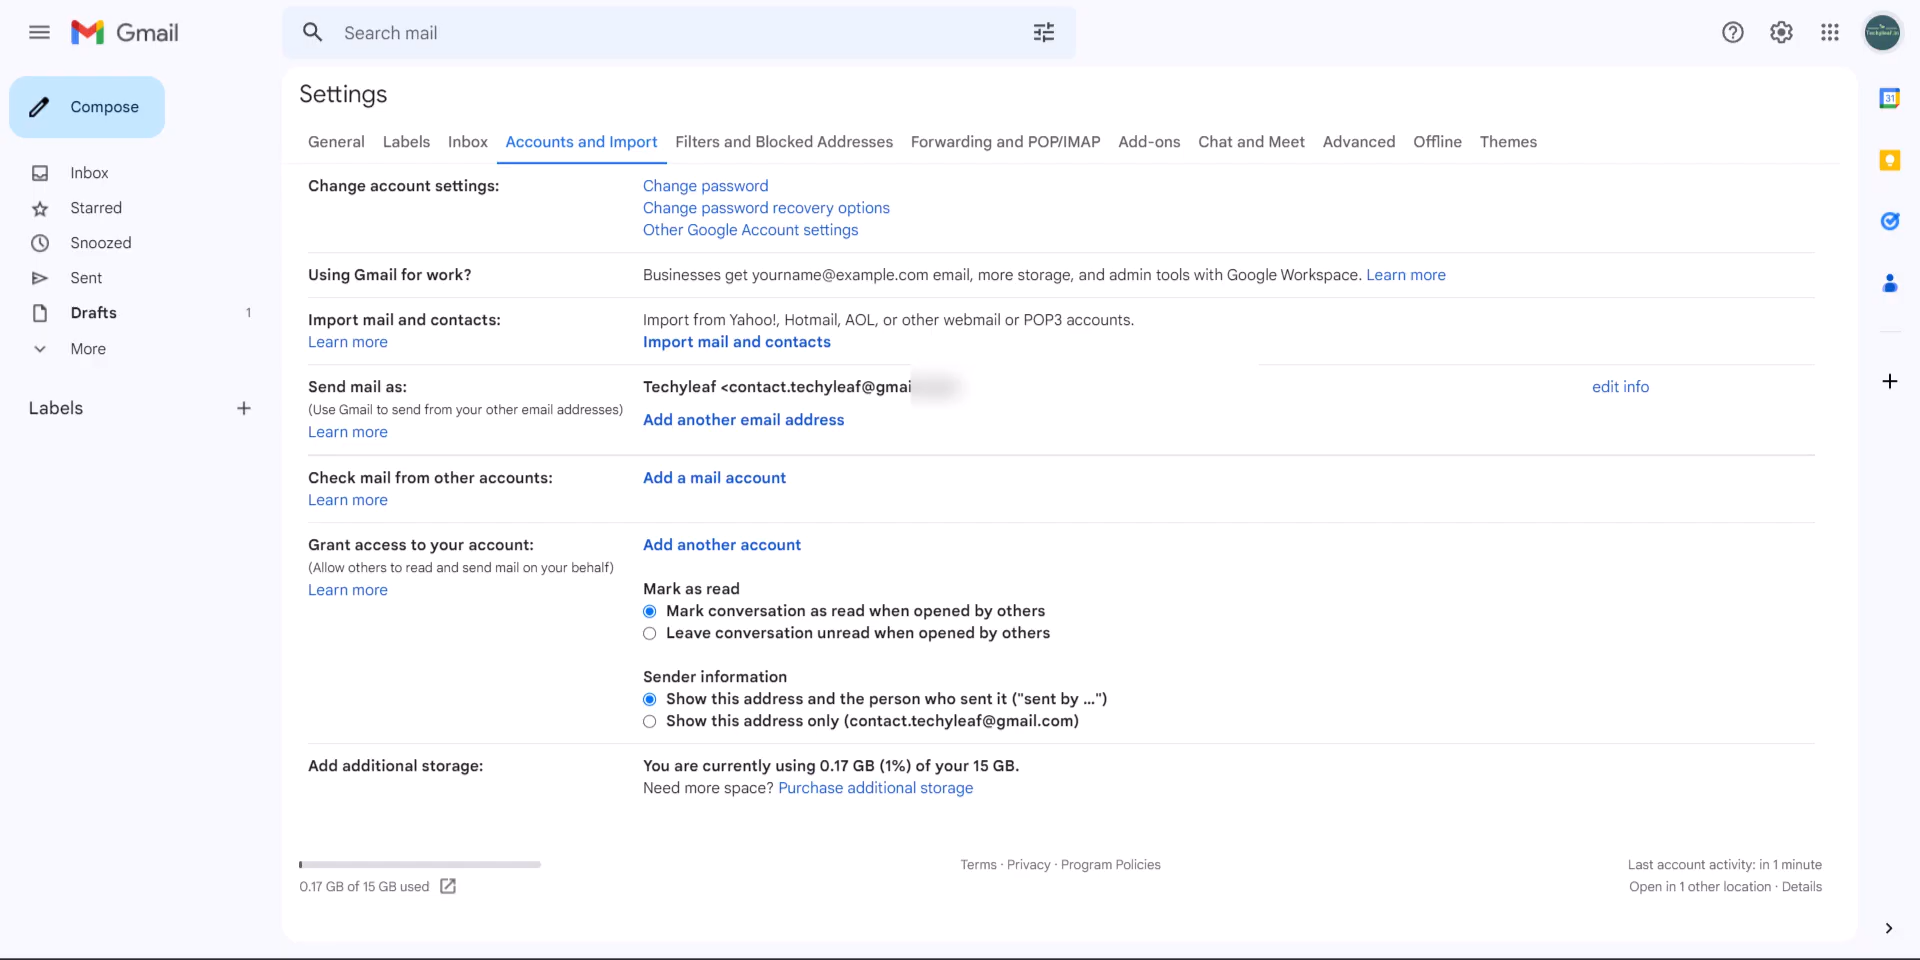 Gmail
Search mail
Compose
Inbox
Starred
Snoozed
Sent
Drafts 1
More
Labels
Settings
General Labels Inbox Accounts and Import Filters and Blocked Addresses Forwarding and POP/IMAP Add-ons Chat and Meet Advanced Offline Themes
Change account settings: Change password
Change password recovery options
Other Google Account settings
Using Gmail for work? Businesses get yourname@example.com email, more storage, and admin tools with Google Workspace. Learn more
Import mail and contacts: Import from Yahoo!, Hotmail, AOL, or other webmail or POP3 accounts.
Learn more Import mail and contacts
Send mail as: Techyleaf <contact.techyleaf@gmai edit info
(Use Gmail to send from your other email addresses) Add another email address
Learn more
Check mail from other accounts: Add a mail account
Learn more
Grant access to your account: Add another account
(Allow others to read and send mail on your behalf)
Learn more
Mark as read
Mark conversation as read when opened by others
Leave conversation unread when opened by others
Sender information
Show this address and the person who sent it ("sent by ...")
Show this address only (contact.techyleaf@gmail.com)
Add additional storage: You are currently using 0.17 GB (1%) of your 15 GB.
Need more space? Purchase additional storage
0.17 GB of 15 GB used
Terms · Privacy · Program Policies
Last account activity: in 1 minute
Open in 1 other location · Details
31